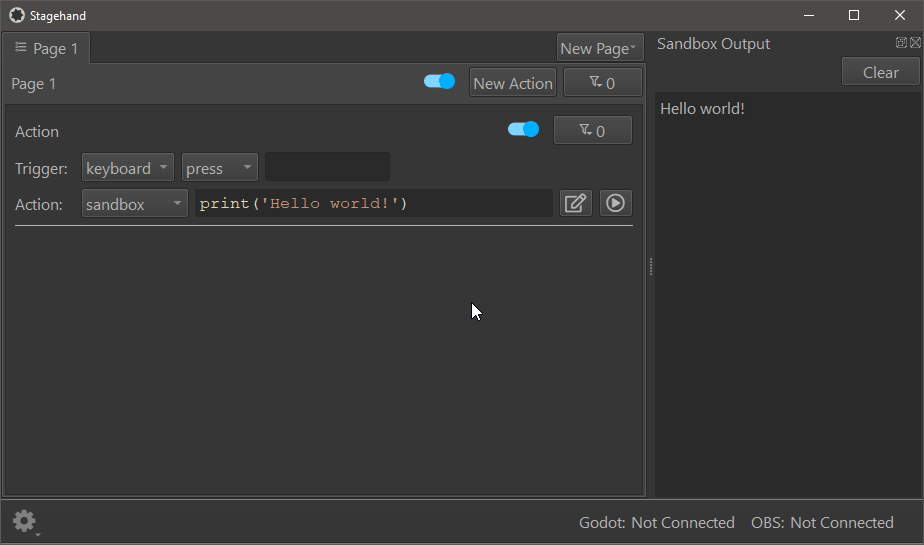 Stagehand
Page 1
New Page
Sandbox Output
Page 1
New Action
0
Clear
Hello world!
Action
0
Trigger: keyboard press
Action: sandbox print('Hello world!')
Godot: Not Connected OBS: Not Connected